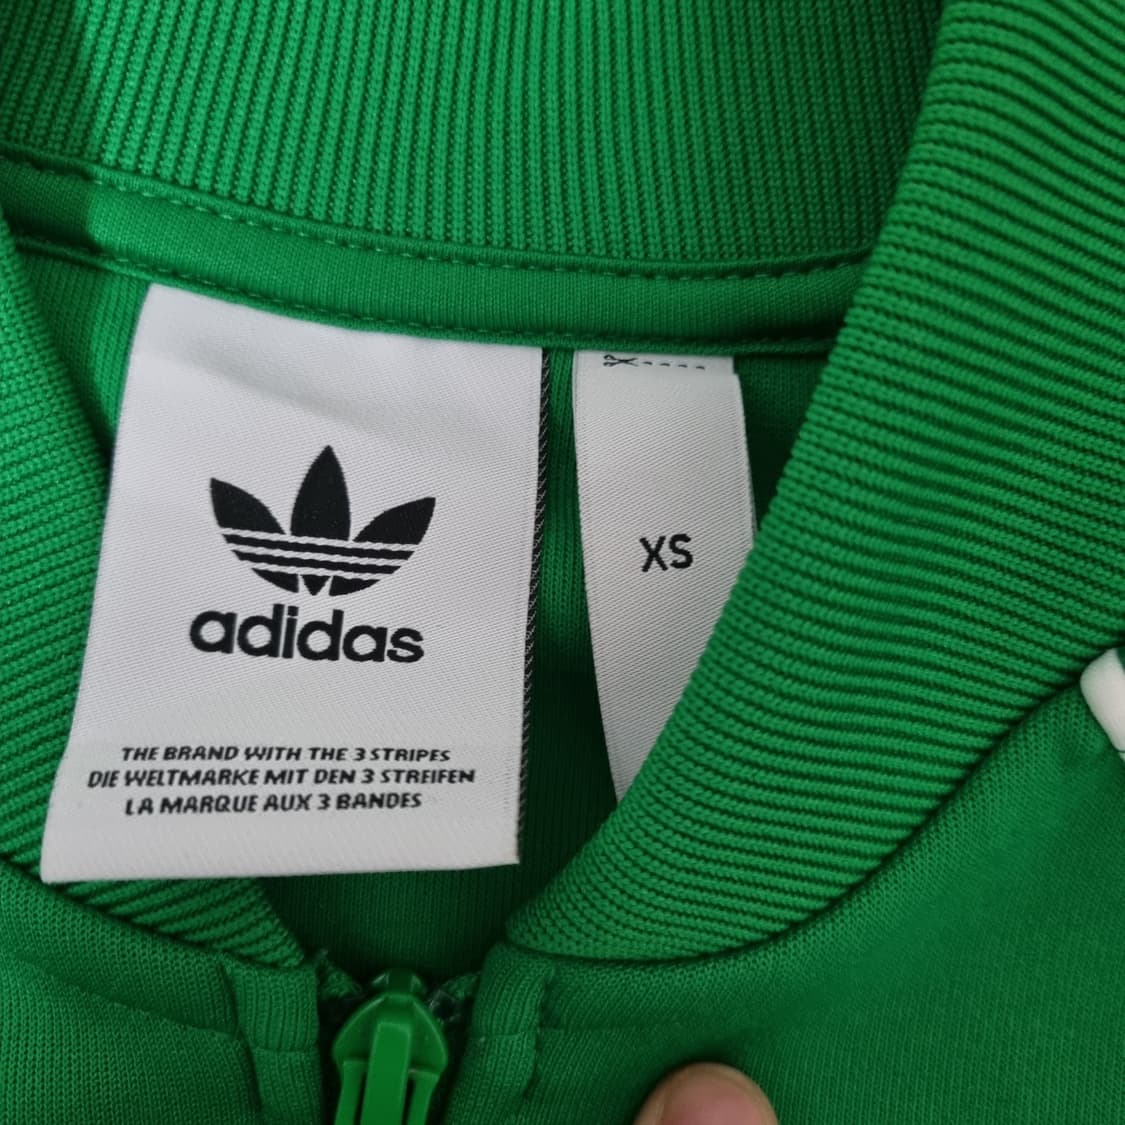 adidas
THE BRAND WITH THE 3 STRIPES
DIE WELTMARKE MIT DEN 3 STREIFEN
LA MARQUE AUX 3 BANDES
XS